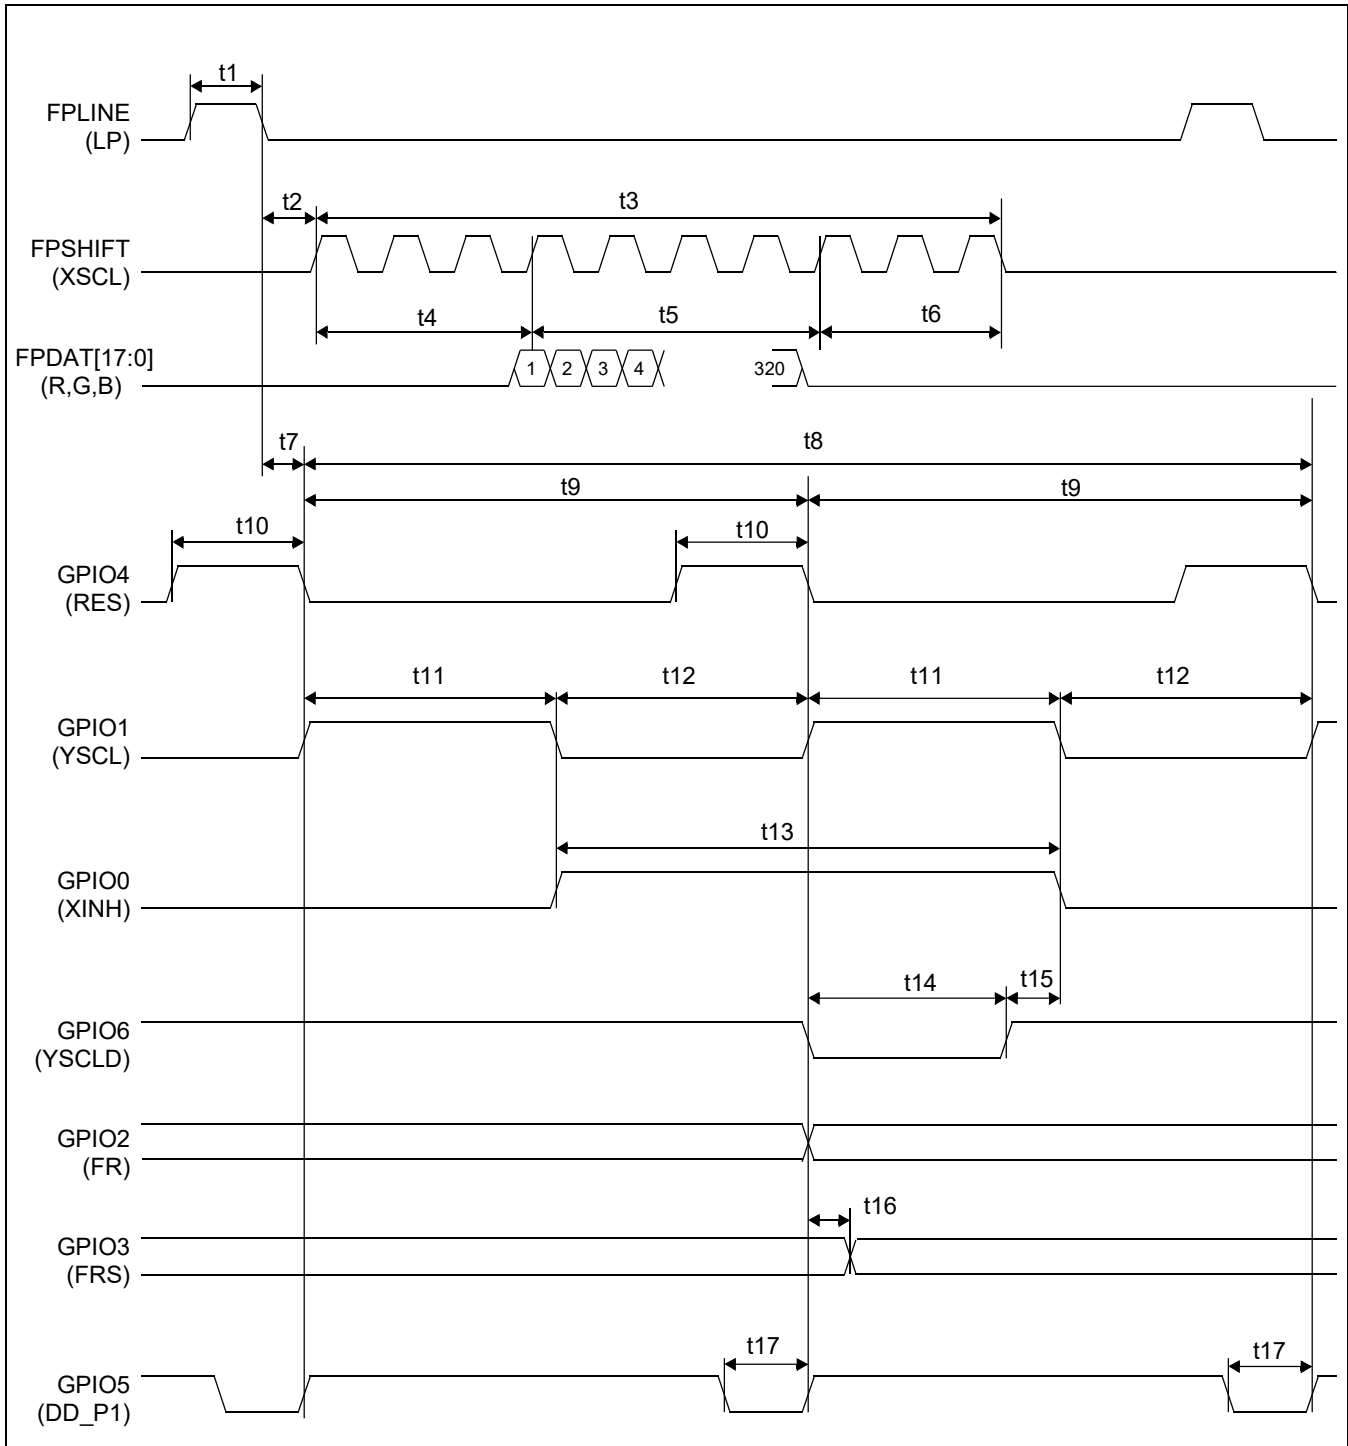 t1
FPLINE
(LP)
t2
t3
FPSHIFT
(XSCL)
t4
t5
t6
FPDAT[17:0]
(R,G,B)
1
2
3
4
320
t7
t8
t9
t9
t10
t10
GPIO4
(RES)
t11
t12
t11
t12
GPIO1
(YSCL)
t13
GPIO0
(XINH)
t14
t15
GPIO6
(YSCLD)
GPIO2
(FR)
t16
GPIO3
(FRS)
t17
t17
GPIO5
(DD_P1)